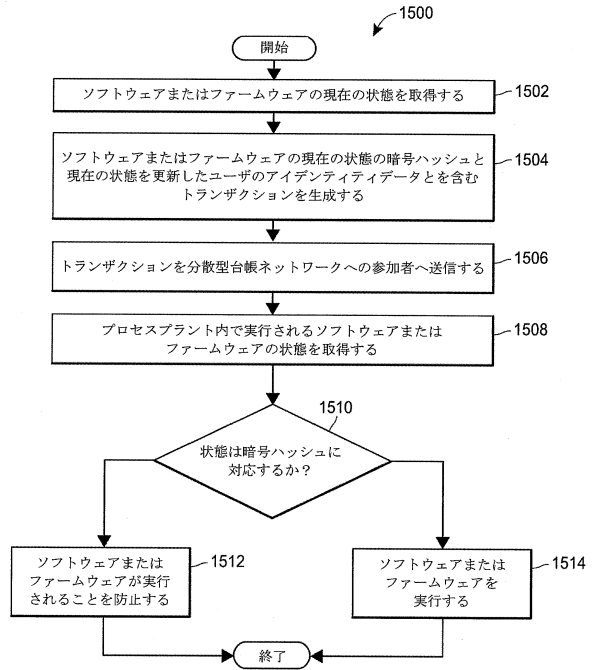 1500
開始
ソフトウェアまたはファームウェアの現在の状態を取得する
1502
ソフトウェアまたはファームウェアの現在の状態の暗号ハッシュと
現在の状態を更新したユーザのアイデンティティデータとを含む
トランザクションを生成する
1504
トランザクションを分散型台帳ネットワークへの参加者へ送信する
1506
プロセスプラント内で実行されるソフトウェアまたは
ファームウェアの状態を取得する
1508
1510
状態は暗号ハッシュに
対応するか？
ソフトウェアまたは
ファームウェアが実行
されることを防止する
1512
ソフトウェアまたは
ファームウェアを
実行する
1514
終了